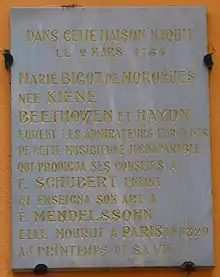 DANS CETTE MAISON NAQUIT
LE 2 MARS 1786
MARIE BIGOT DE MOROGUES
NÉE KIENE
BEETHOVEN ET HAYDN
FURENT LES ADMIRATEURS
DE CETTE MUSICIENNE INCOMPARABLE
QUI PRODIGUA SES CONSEILS A
F. SCHUBERT ENFANT
ET ENSEIGNA SON ART A
F. MENDELSSOHN
ELLE MOURUT A PARIS EN 1820
AU PRINTEMPS DE SA VIE